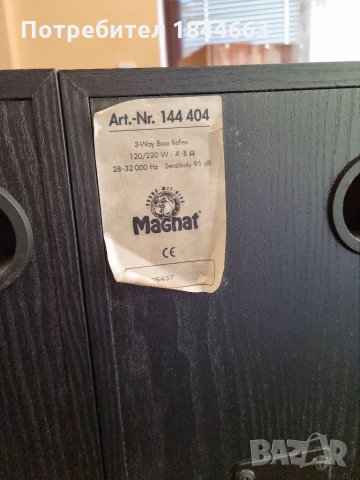 Потребител 1844663
Art.-Nr. 144 404
3-Way Bass Reflex
120/220 W - 4-8 Ω
28-32 000 Hz Sensitivity 91 dB
Magnat
CE
BAZAR